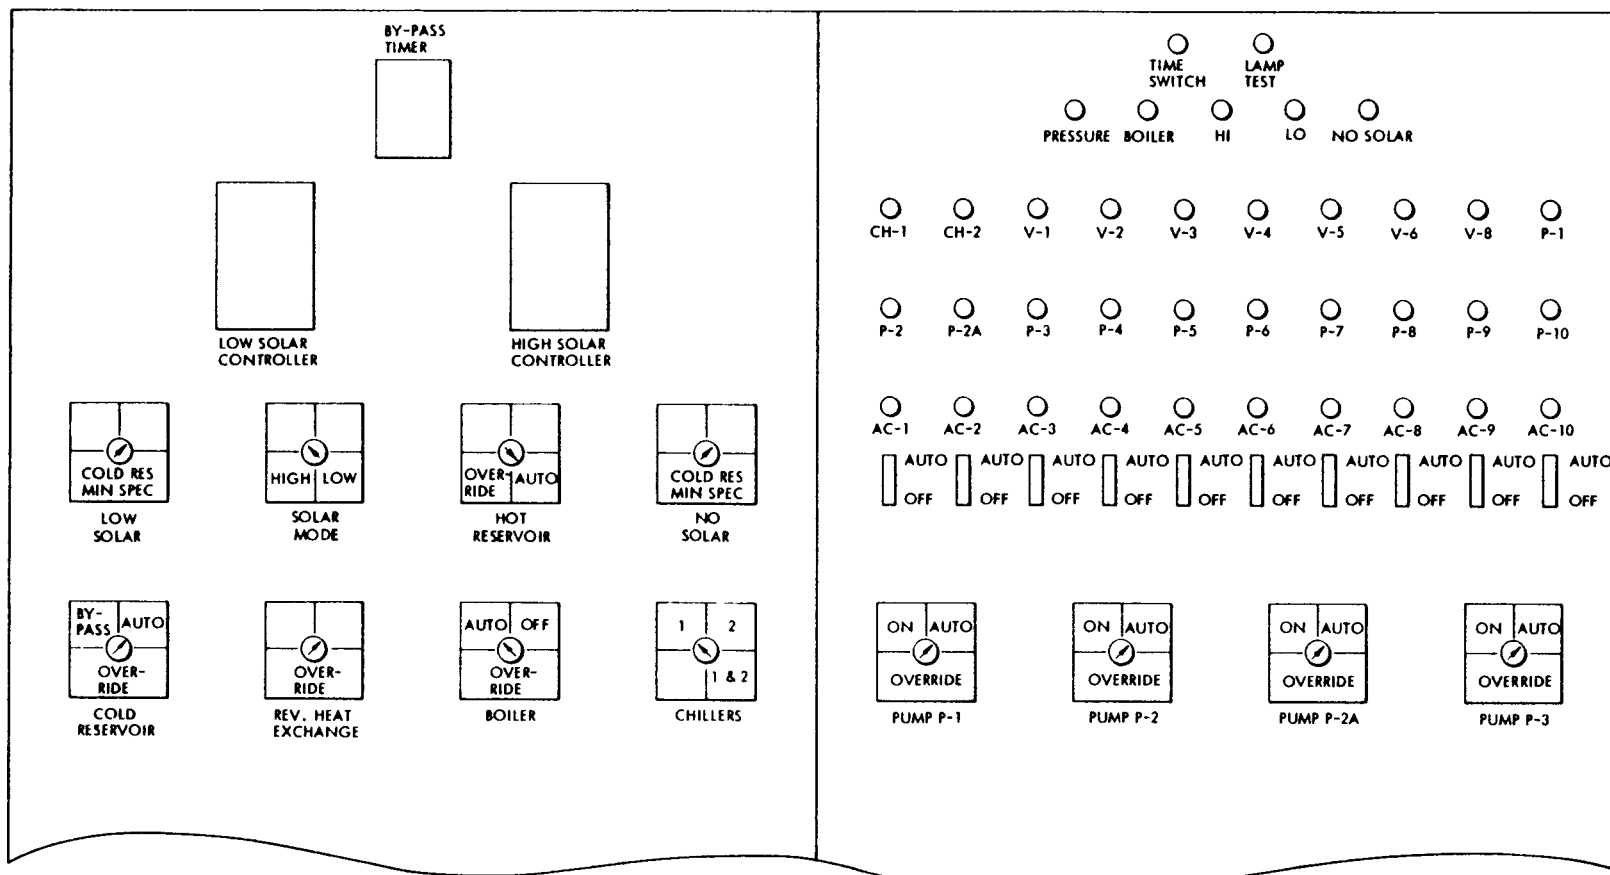 BY-PASS
TIMER
LOW SOLAR
CONTROLLER
HIGH SOLAR
CONTROLLER
COLD RES
MIN SPEC
LOW
SOLAR
HIGH LOW
SOLAR
MODE
OVER-
RIDE
AUTO
HOT
RESERVOIR
COLD RES
MIN SPEC
NO
SOLAR
BY-
PASS
AUTO
OVER-
RIDE
COLD
RESERVOIR
OVER-
RIDE
REV. HEAT
EXCHANGE
AUTO OFF
OVER-
RIDE
BOILER
1 2
1 & 2
CHILLERS
TIME
SWITCH
LAMP
TEST
PRESSURE BOILER HI LO NO SOLAR
CH-1 CH-2 V-1 V-2 V-3 V-4 V-5 V-6 V-8 P-1
P-2 P-2A P-3 P-4 P-5 P-6 P-7 P-8 P-9 P-10
AC-1 AC-2 AC-3 AC-4 AC-5 AC-6 AC-7 AC-8 AC-9 AC-10
AUTO AUTO AUTO AUTO AUTO AUTO AUTO AUTO AUTO AUTO
OFF OFF OFF OFF OFF OFF OFF OFF OFF OFF
ON AUTO
OVERRIDE
PUMP P-1
ON AUTO
OVERRIDE
PUMP P-2
ON AUTO
OVERRIDE
PUMP P-2A
ON AUTO
OVERRIDE
PUMP P-3